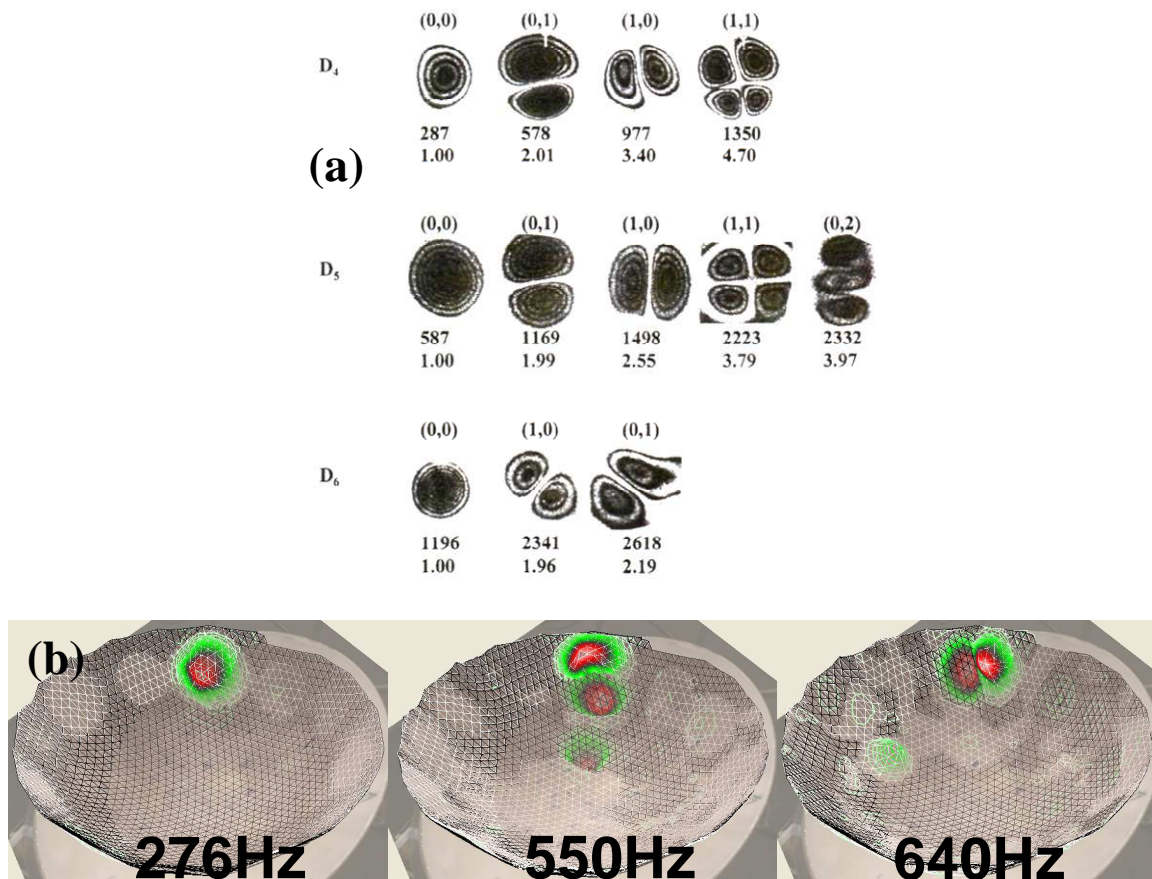 (0,0) (0,1) (1,0) (1,1)
D₄
287 578 977 1350
1.00 2.01 3.40 4.70
(a)
(0,0) (0,1) (1,0) (1,1) (0,2)
D₅
587 1169 1498 2223 2332
1.00 1.99 2.55 3.79 3.97
(0,0) (1,0) (0,1)
D₆
1196 2341 2618
1.00 1.96 2.19
(b)
276Hz 550Hz 640Hz